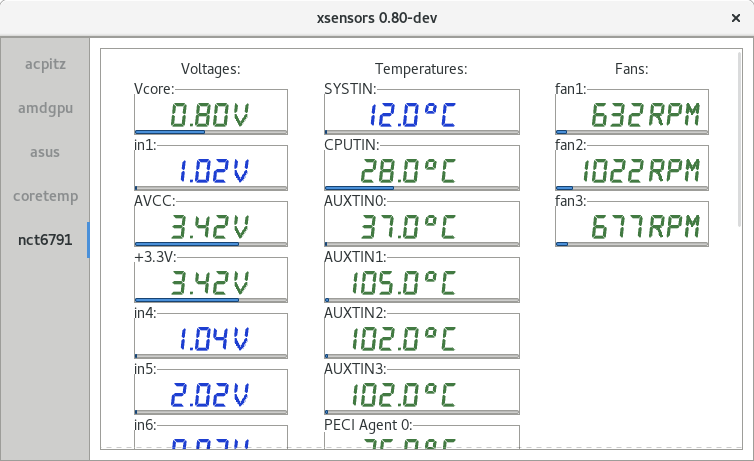 xsensors 0.80-dev
acpitz
amdgpu
asus
coretemp
nct6791
Voltages:
Vcore:
0.80V
in1:
1.02V
AVCC:
3.42V
+3.3V:
3.42V
in4:
1.04V
in5:
2.02V
in6:
Temperatures:
SYSTIN:
12.0°C
CPUTIN:
28.0°C
AUXTIN0:
37.0°C
AUXTIN1:
105.0°C
AUXTIN2:
102.0°C
AUXTIN3:
102.0°C
PECI Agent 0:
Fans:
fan1:
632RPM
fan2:
1022RPM
fan3:
677RPM